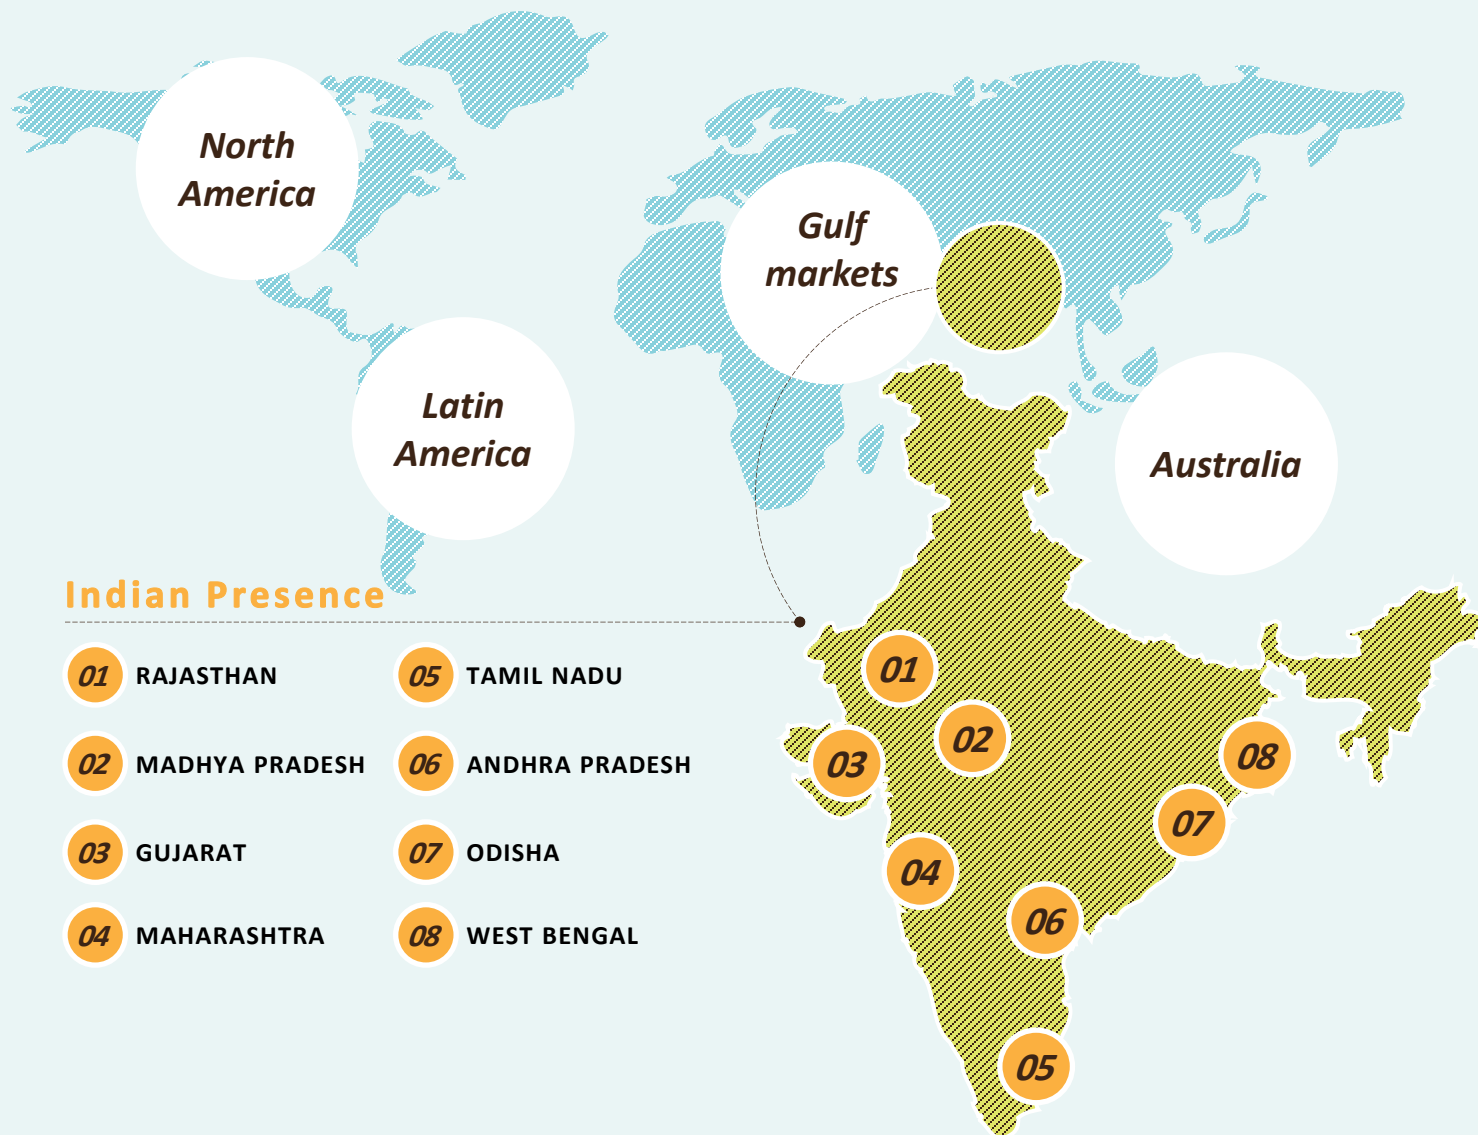 North
America
Gulf
markets
Latin
America
Australia
Indian Presence
01 RAJASTHAN
02 MADHYA PRADESH
03 GUJARAT
04 MAHARASHTRA
05 TAMIL NADU
06 ANDHRA PRADESH
07 ODISHA
08 WEST BENGAL
01
02
03
08
07
04
06
05